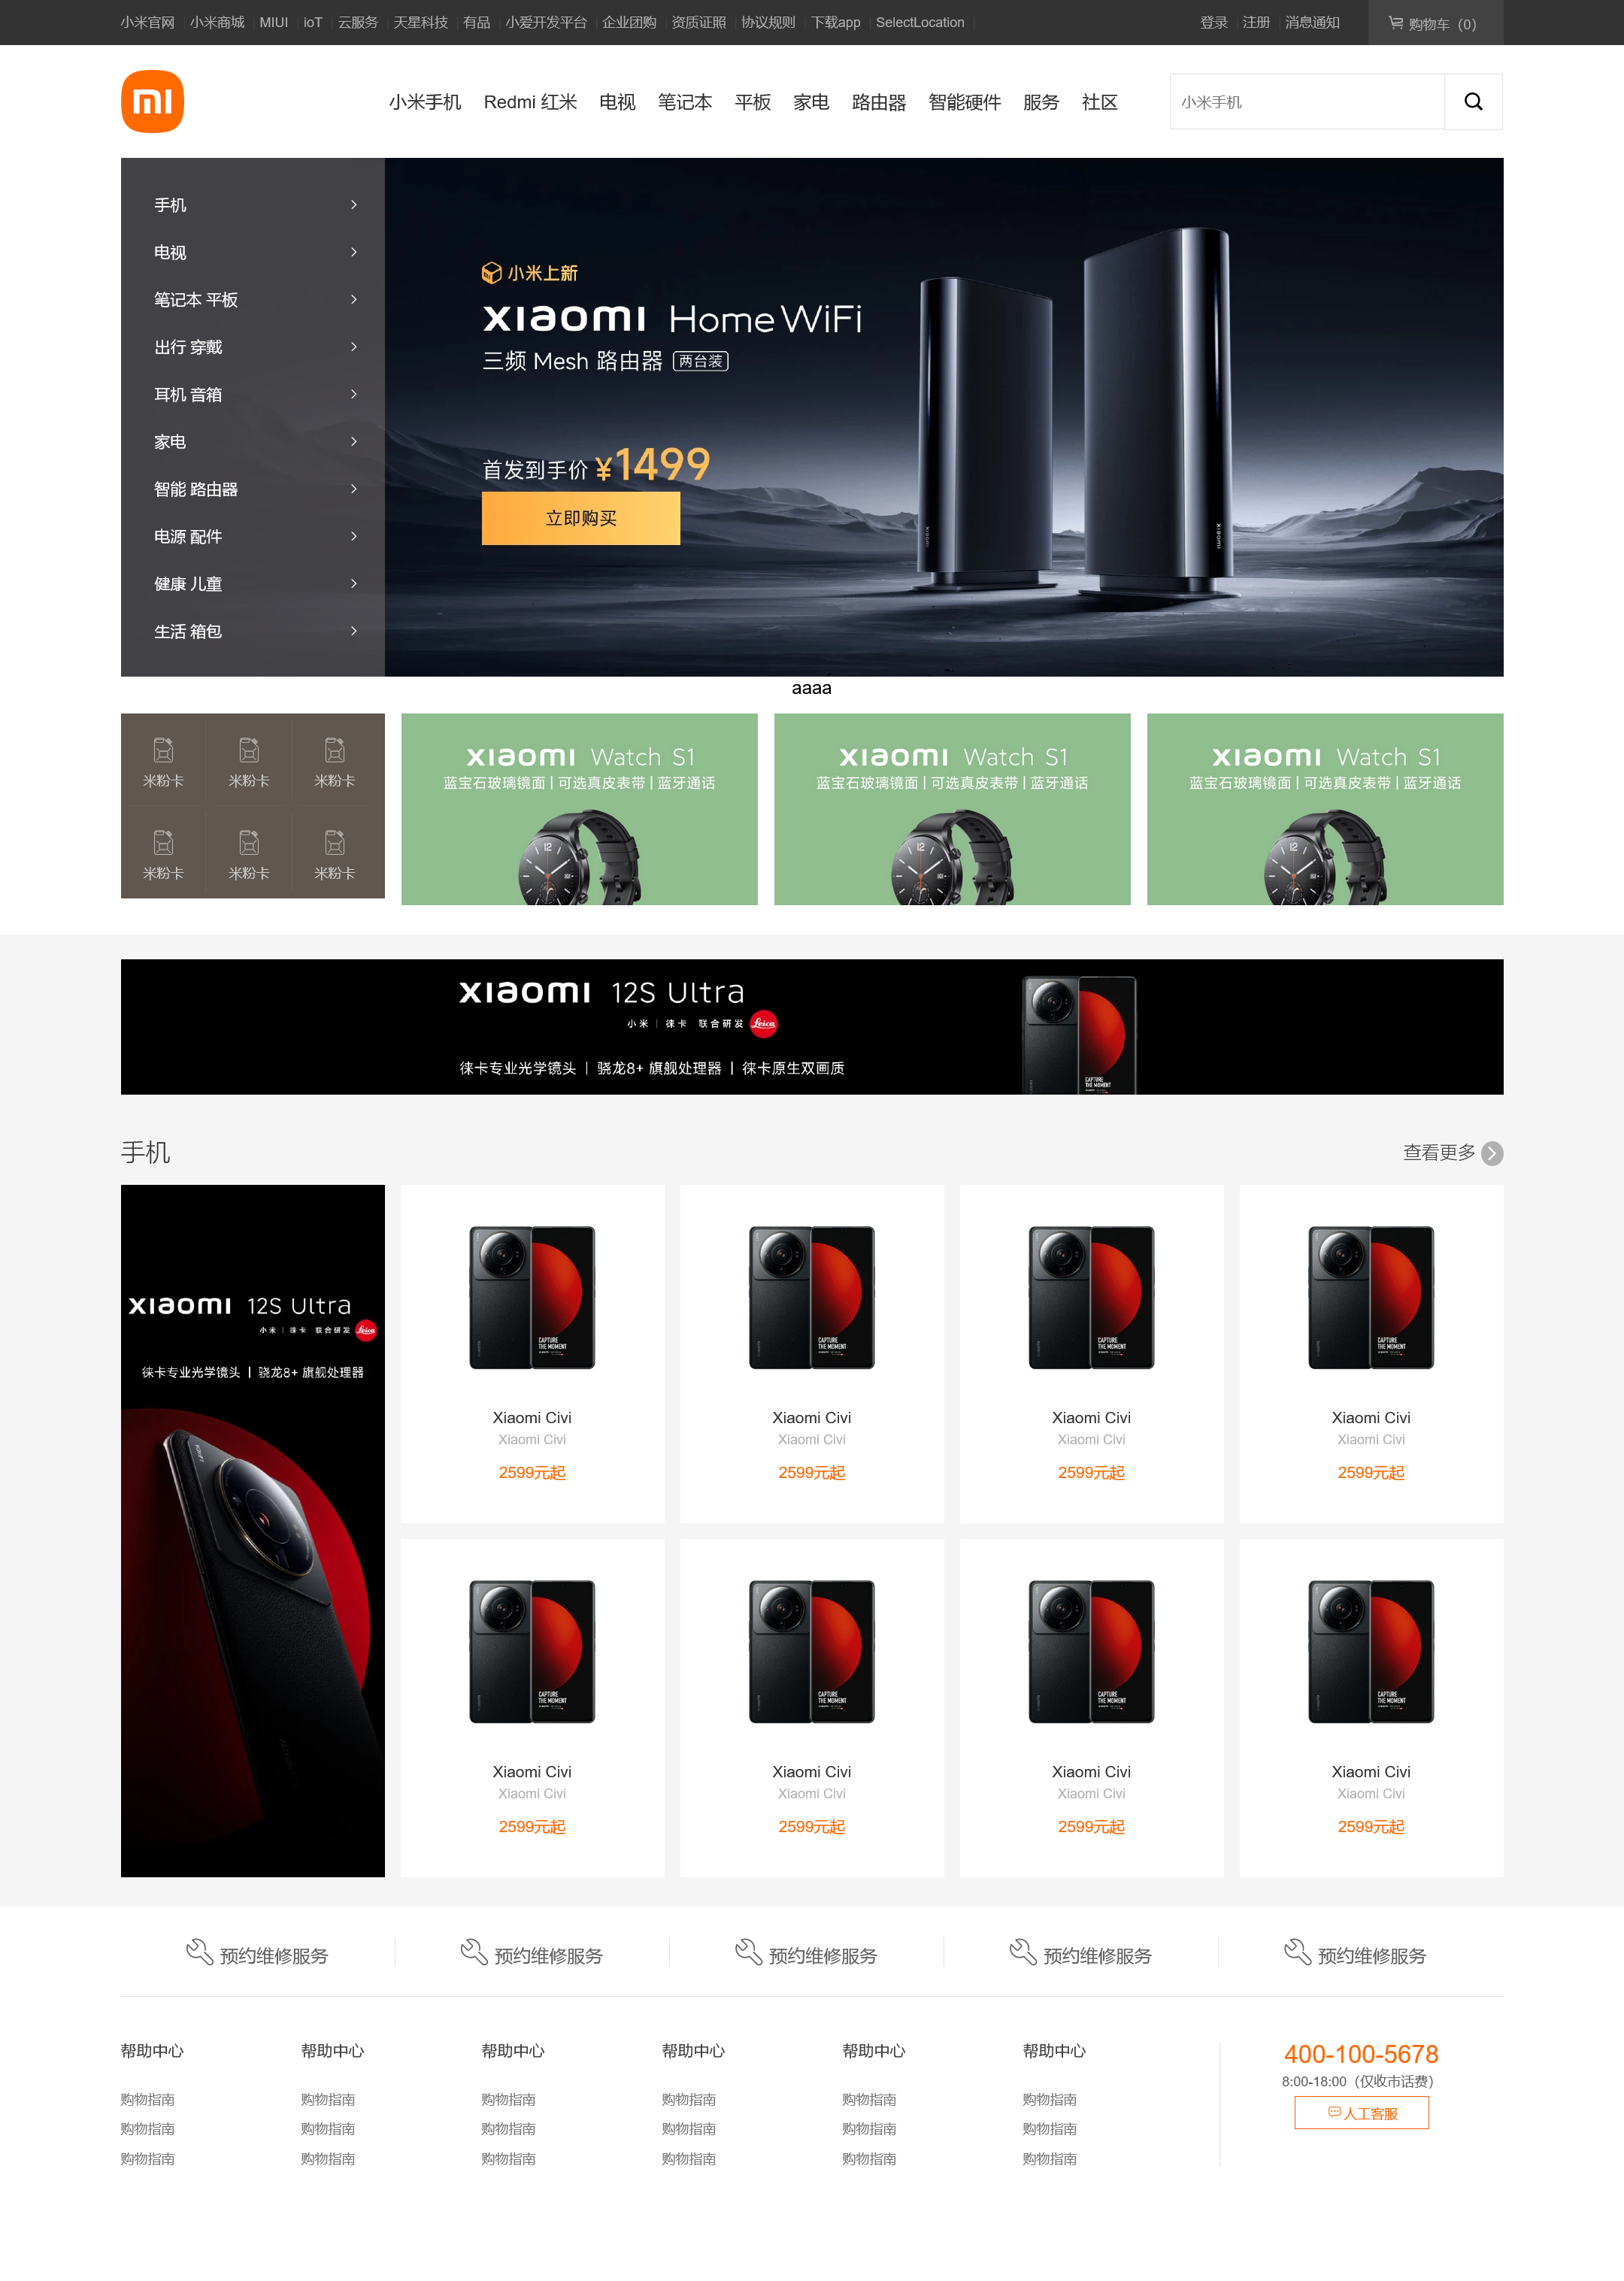 小米官网 小米商城 MIUI ioT 云服务 天星科技 有品 小爱开发平台 企业团购 资质证照 协议规则 下载app SelectLocation 登录 注册 消息通知 购物车（0）
小米手机 Redmi 红米 电视 笔记本 平板 家电 路由器 智能硬件 服务 社区 小米手机
手机
电视
笔记本 平板
出行 穿戴
耳机 音箱
家电
智能 路由器
电源 配件
健康 儿童
生活 箱包
小米上新
xiaomi Home WiFi
三频 Mesh 路由器 两台装
首发到手价 ¥1499
立即购买
aaaa
米粉卡 米粉卡 米粉卡
米粉卡 米粉卡 米粉卡
xiaomi Watch S1
蓝宝石玻璃镜面 | 可选真皮表带 | 蓝牙通话
xiaomi Watch S1
蓝宝石玻璃镜面 | 可选真皮表带 | 蓝牙通话
xiaomi Watch S1
蓝宝石玻璃镜面 | 可选真皮表带 | 蓝牙通话
xiaomi 12S Ultra
小米 | 徕卡 联合研发 Leica
徕卡专业光学镜头 | 骁龙8+ 旗舰处理器 | 徕卡原生双画质
CAPTURE
THE MOMENT
手机 查看更多
xiaomi 12S Ultra
小米 | 徕卡 联合研发 Leica
徕卡专业光学镜头 | 骁龙8+ 旗舰处理器
CAPTURE THE MOMENT
CAPTURE THE MOMENT
CAPTURE THE MOMENT
CAPTURE THE MOMENT
Xiaomi Civi Xiaomi Civi Xiaomi Civi Xiaomi Civi
Xiaomi Civi Xiaomi Civi Xiaomi Civi Xiaomi Civi
2599元起 2599元起 2599元起 2599元起
CAPTURE THE MOMENT
CAPTURE THE MOMENT
CAPTURE THE MOMENT
CAPTURE THE MOMENT
Xiaomi Civi Xiaomi Civi Xiaomi Civi Xiaomi Civi
Xiaomi Civi Xiaomi Civi Xiaomi Civi Xiaomi Civi
2599元起 2599元起 2599元起 2599元起
预约维修服务 预约维修服务 预约维修服务 预约维修服务 预约维修服务
帮助中心 帮助中心 帮助中心 帮助中心 帮助中心 帮助中心
购物指南 购物指南 购物指南 购物指南 购物指南 购物指南
购物指南 购物指南 购物指南 购物指南 购物指南 购物指南
购物指南 购物指南 购物指南 购物指南 购物指南 购物指南
400-100-5678
8:00-18:00（仅收市话费）
人工客服